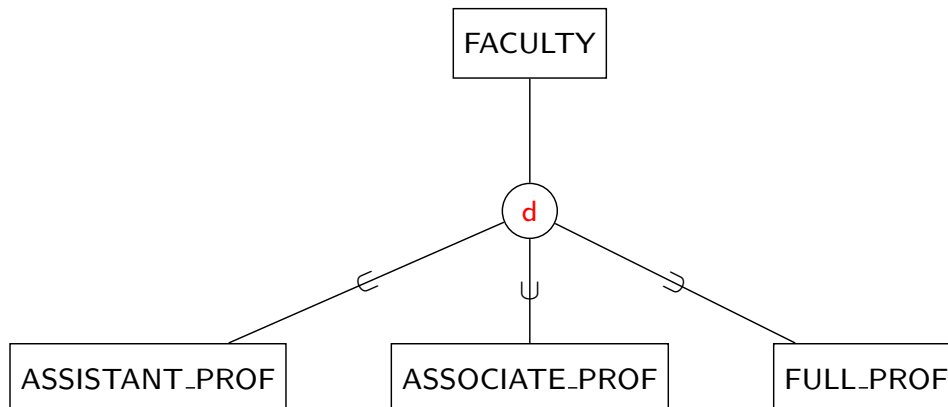 FACULTY
d
ASSISTANT_PROF
ASSOCIATE_PROF
FULL_PROF